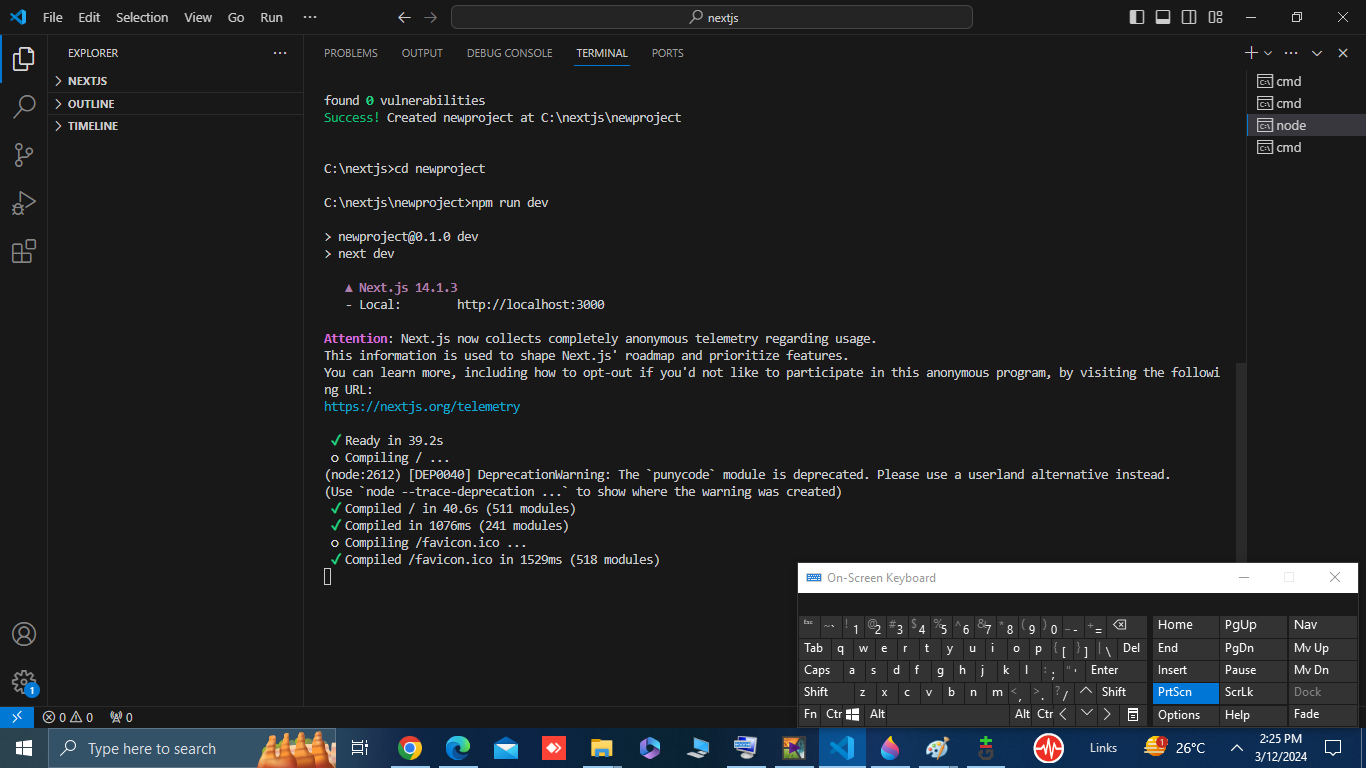 File Edit Selection View Go Run ···
nextjs
EXPLORER ···
NEXTJS
OUTLINE
TIMELINE
PROBLEMS OUTPUT DEBUG CONSOLE TERMINAL PORTS
cmd
cmd
node
cmd
found 0 vulnerabilities
Success! Created newproject at C:\nextjs\newproject
C:\nextjs>cd newproject
C:\nextjs\newproject>npm run dev
> newproject@0.1.0 dev
> next dev
▲ Next.js 14.1.3
- Local: http://localhost:3000
Attention: Next.js now collects completely anonymous telemetry regarding usage.
This information is used to shape Next.js' roadmap and prioritize features.
You can learn more, including how to opt-out if you'd not like to participate in this anonymous program, by visiting the followi
ng URL:
https://nextjs.org/telemetry
✓ Ready in 39.2s
○ Compiling / ...
(node:2612) [DEP0040] DeprecationWarning: The `punycode` module is deprecated. Please use a userland alternative instead.
(Use `node --trace-deprecation ...` to show where the warning was created)
✓ Compiled / in 40.6s (511 modules)
✓ Compiled in 1076ms (241 modules)
○ Compiling /favicon.ico ...
✓ Compiled /favicon.ico in 1529ms (518 modules)
On-Screen Keyboard
Esc ~` !1 @2 #3 $4 %5 ^6 &7 *8 (9 )0 _- += Home PgUp Nav
Tab q w e r t y u i o p {[ }] |\ Del End PgDn Mv Up
Caps a s d f g h j k l :; "' Enter Insert Pause Mv Dn
Shift z x c v b n m <, >. ?/ Shift PrtScn ScrLk Dock
Fn Ctr Alt Alt Ctr Options Help Fade
1
0 0 0
Type here to search
1
26°C
Links
2:25 PM
3/12/2024